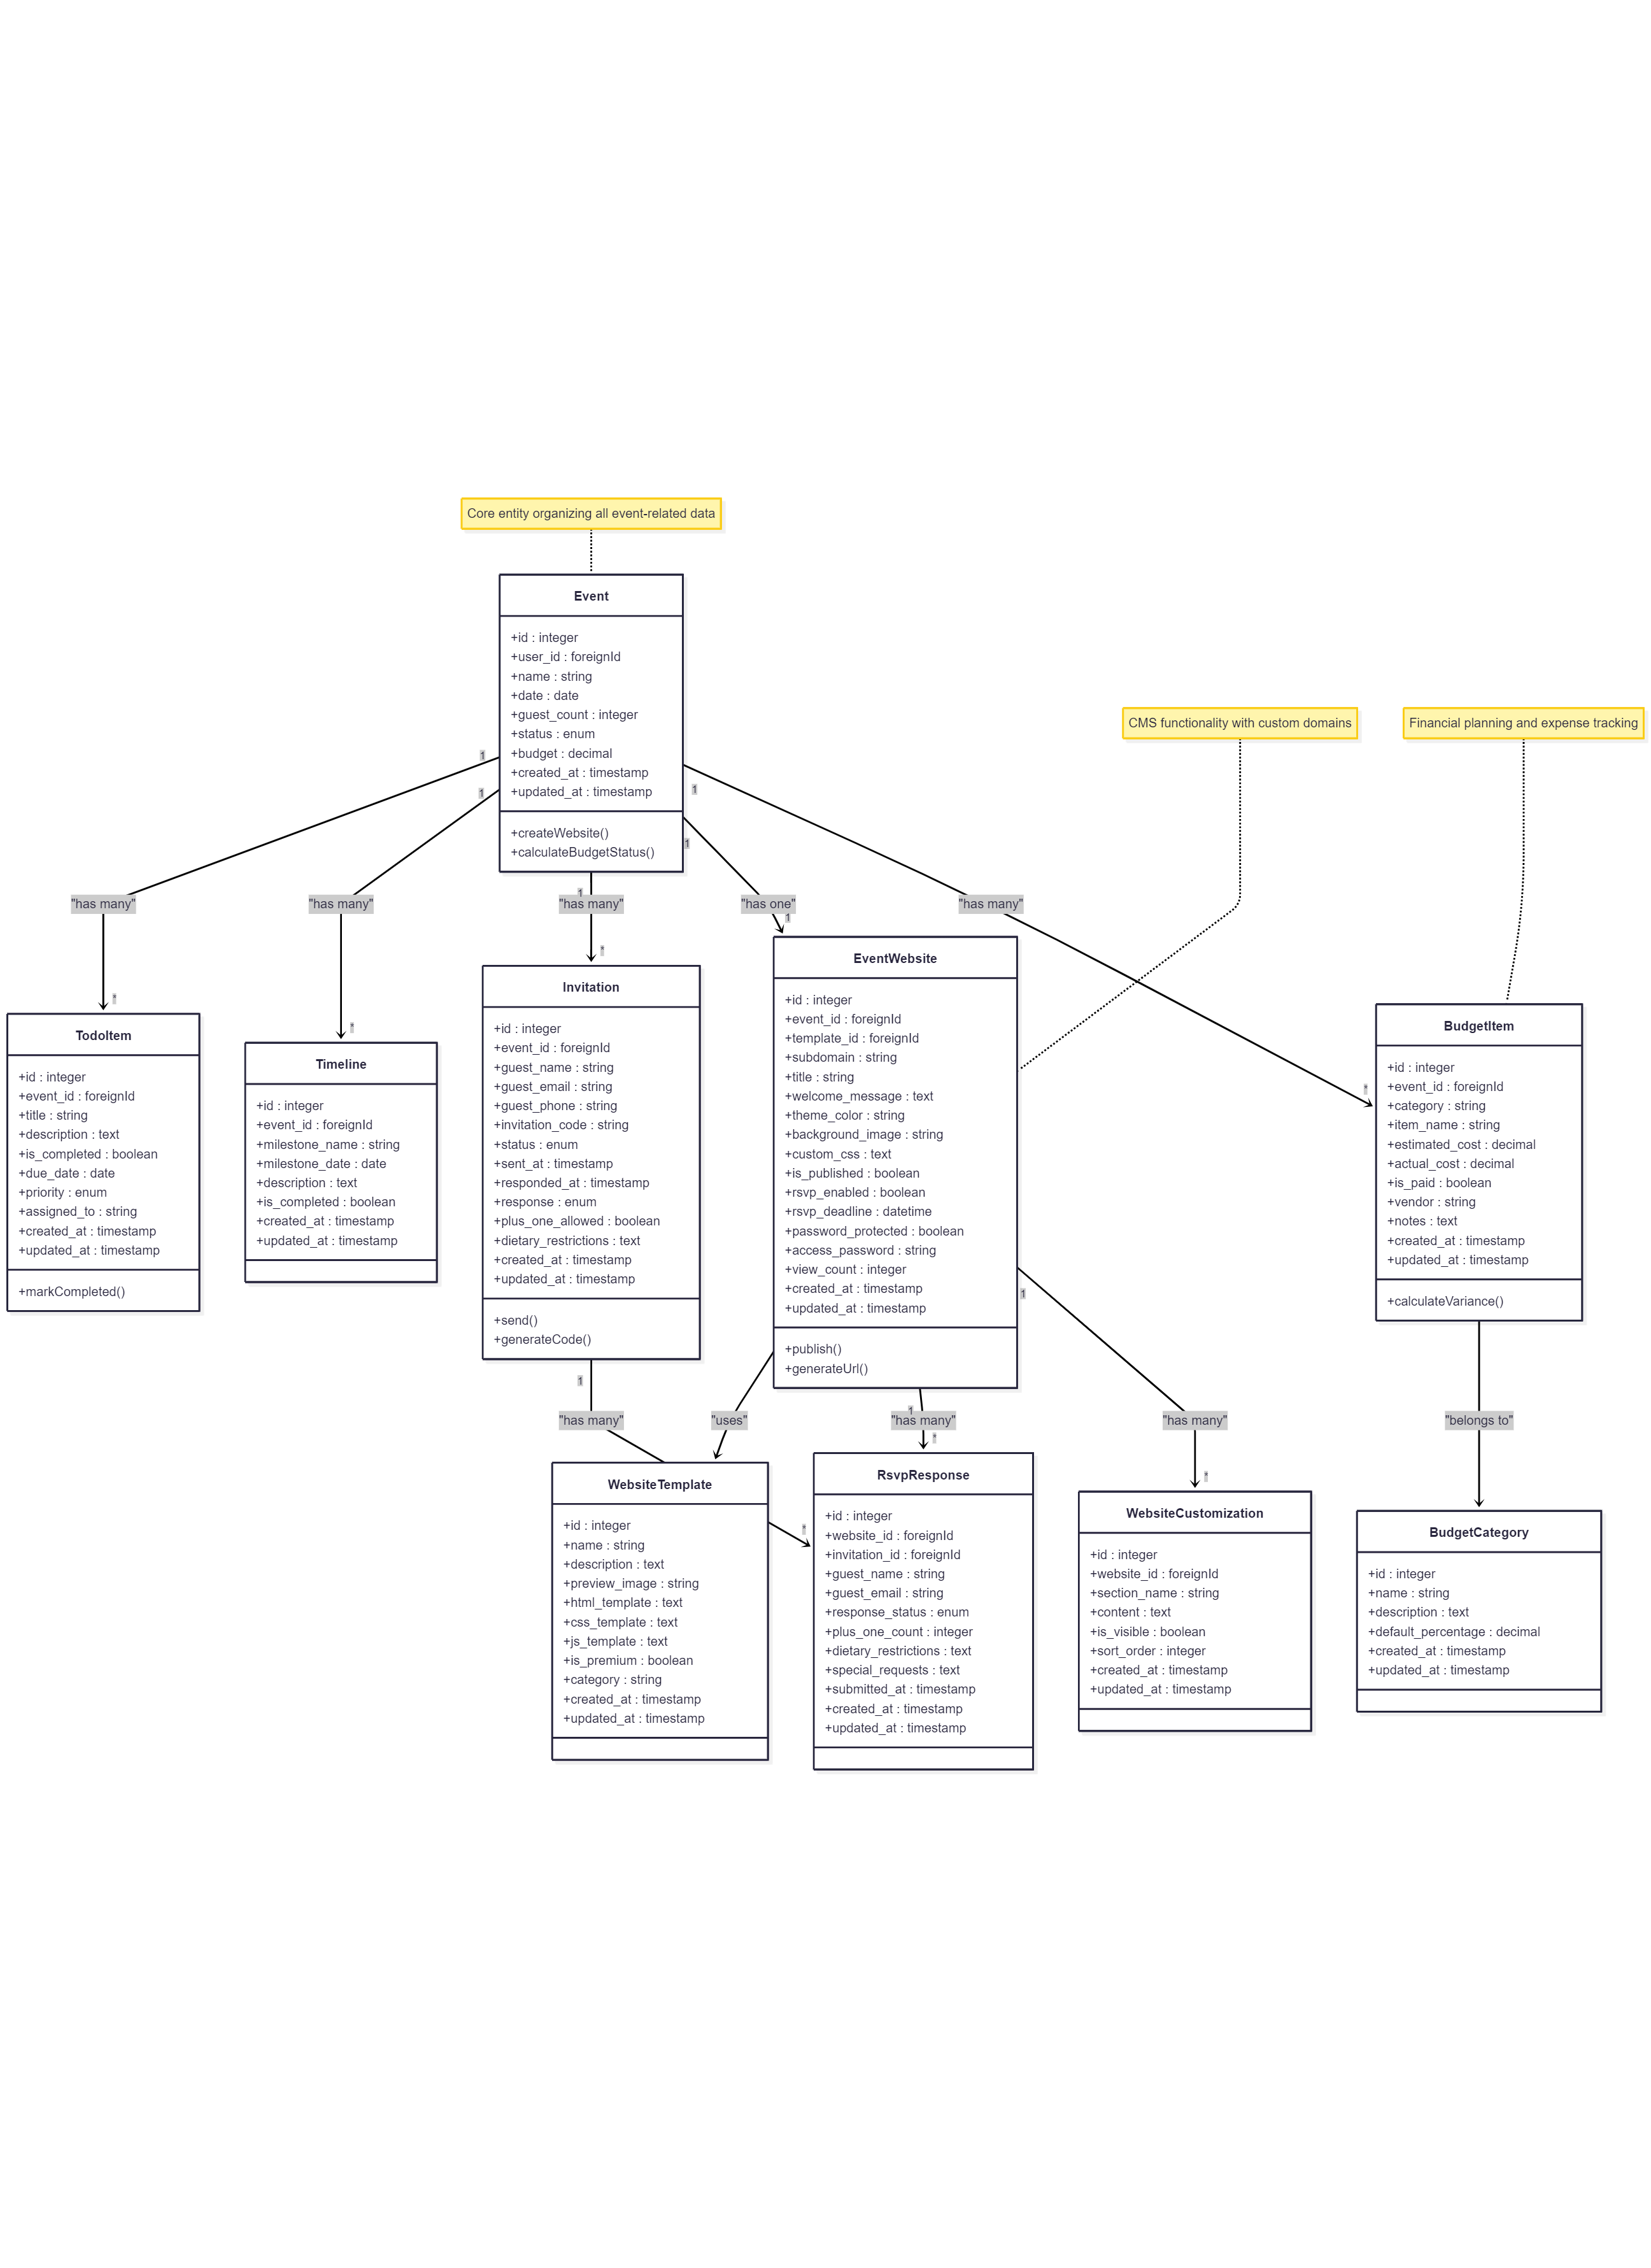 Core entity organizing all event-related data
Event
+id : integer
+user_id : foreignId
+name : string
+date : date
+guest_count : integer
+status : enum
+budget : decimal
+created_at : timestamp
+updated_at : timestamp
+createWebsite()
+calculateBudgetStatus()
CMS functionality with custom domains
Financial planning and expense tracking
1
1
1
1
1
"has many"
"has many"
"has many"
"has one"
"has many"
*
*
*
1
*
TodoItem
+id : integer
+event_id : foreignId
+title : string
+description : text
+is_completed : boolean
+due_date : date
+priority : enum
+assigned_to : string
+created_at : timestamp
+updated_at : timestamp
+markCompleted()
Timeline
+id : integer
+event_id : foreignId
+milestone_name : string
+milestone_date : date
+description : text
+is_completed : boolean
+created_at : timestamp
+updated_at : timestamp
Invitation
+id : integer
+event_id : foreignId
+guest_name : string
+guest_email : string
+guest_phone : string
+invitation_code : string
+status : enum
+sent_at : timestamp
+responded_at : timestamp
+response : enum
+plus_one_allowed : boolean
+dietary_restrictions : text
+created_at : timestamp
+updated_at : timestamp
+send()
+generateCode()
EventWebsite
+id : integer
+event_id : foreignId
+template_id : foreignId
+subdomain : string
+title : string
+welcome_message : text
+theme_color : string
+background_image : string
+custom_css : text
+is_published : boolean
+rsvp_enabled : boolean
+rsvp_deadline : datetime
+password_protected : boolean
+access_password : string
+view_count : integer
+created_at : timestamp
+updated_at : timestamp
+publish()
+generateUrl()
BudgetItem
+id : integer
+event_id : foreignId
+category : string
+item_name : string
+estimated_cost : decimal
+actual_cost : decimal
+is_paid : boolean
+vendor : string
+notes : text
+created_at : timestamp
+updated_at : timestamp
+calculateVariance()
1
1
1
"has many"
"uses"
"has many"
"has many"
"belongs to"
*
*
*
WebsiteTemplate
+id : integer
+name : string
+description : text
+preview_image : string
+html_template : text
+css_template : text
+js_template : text
+is_premium : boolean
+category : string
+created_at : timestamp
+updated_at : timestamp
RsvpResponse
+id : integer
+website_id : foreignId
+invitation_id : foreignId
+guest_name : string
+guest_email : string
+response_status : enum
+plus_one_count : integer
+dietary_restrictions : text
+special_requests : text
+submitted_at : timestamp
+created_at : timestamp
+updated_at : timestamp
WebsiteCustomization
+id : integer
+website_id : foreignId
+section_name : string
+content : text
+is_visible : boolean
+sort_order : integer
+created_at : timestamp
+updated_at : timestamp
BudgetCategory
+id : integer
+name : string
+description : text
+default_percentage : decimal
+created_at : timestamp
+updated_at : timestamp